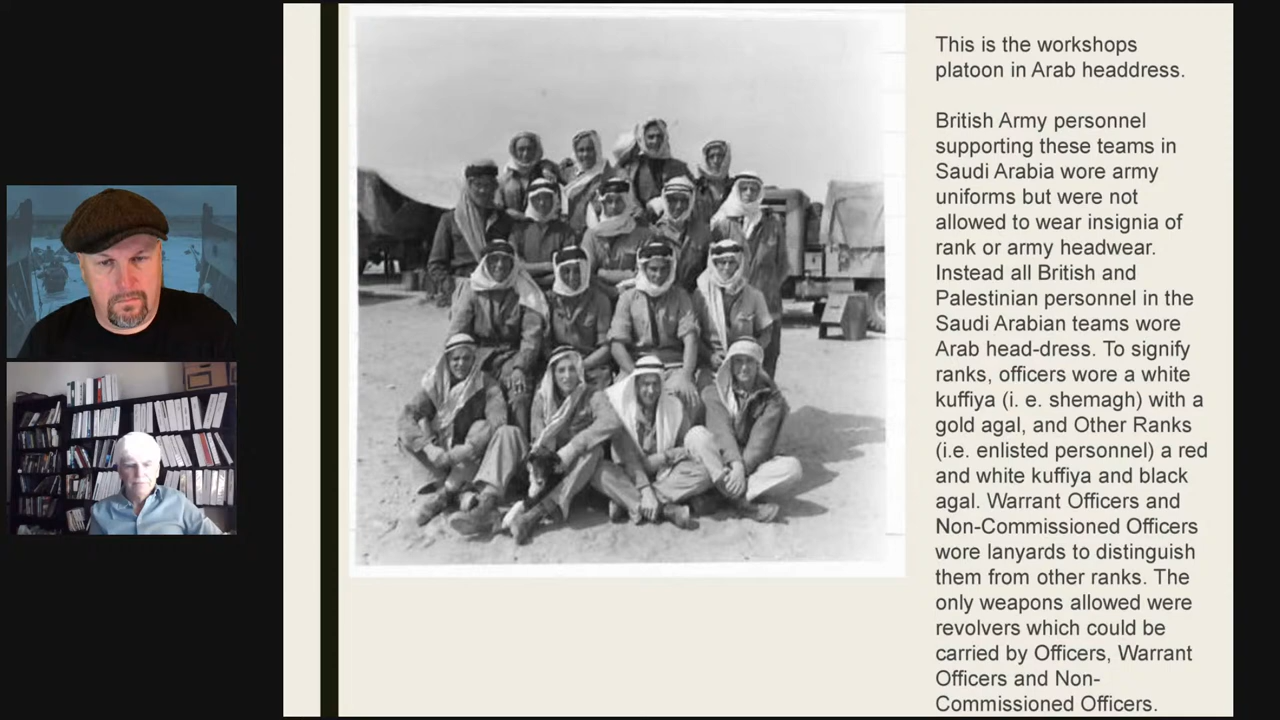 This is the workshops
platoon in Arab headdress.
British Army personnel
supporting these teams in
Saudi Arabia wore army
uniforms but were not
allowed to wear insignia of
rank or army headwear.
Instead all British and
Palestinian personnel in the
Saudi Arabian teams wore
Arab head-dress. To signify
ranks, officers wore a white
kuffiya (i. e. shemagh) with a
gold agal, and Other Ranks
(i.e. enlisted personnel) a red
and white kuffiya and black
agal. Warrant Officers and
Non-Commissioned Officers
wore lanyards to distinguish
them from other ranks. The
only weapons allowed were
revolvers which could be
carried by Officers, Warrant
Officers and Non-
Commissioned Officers.